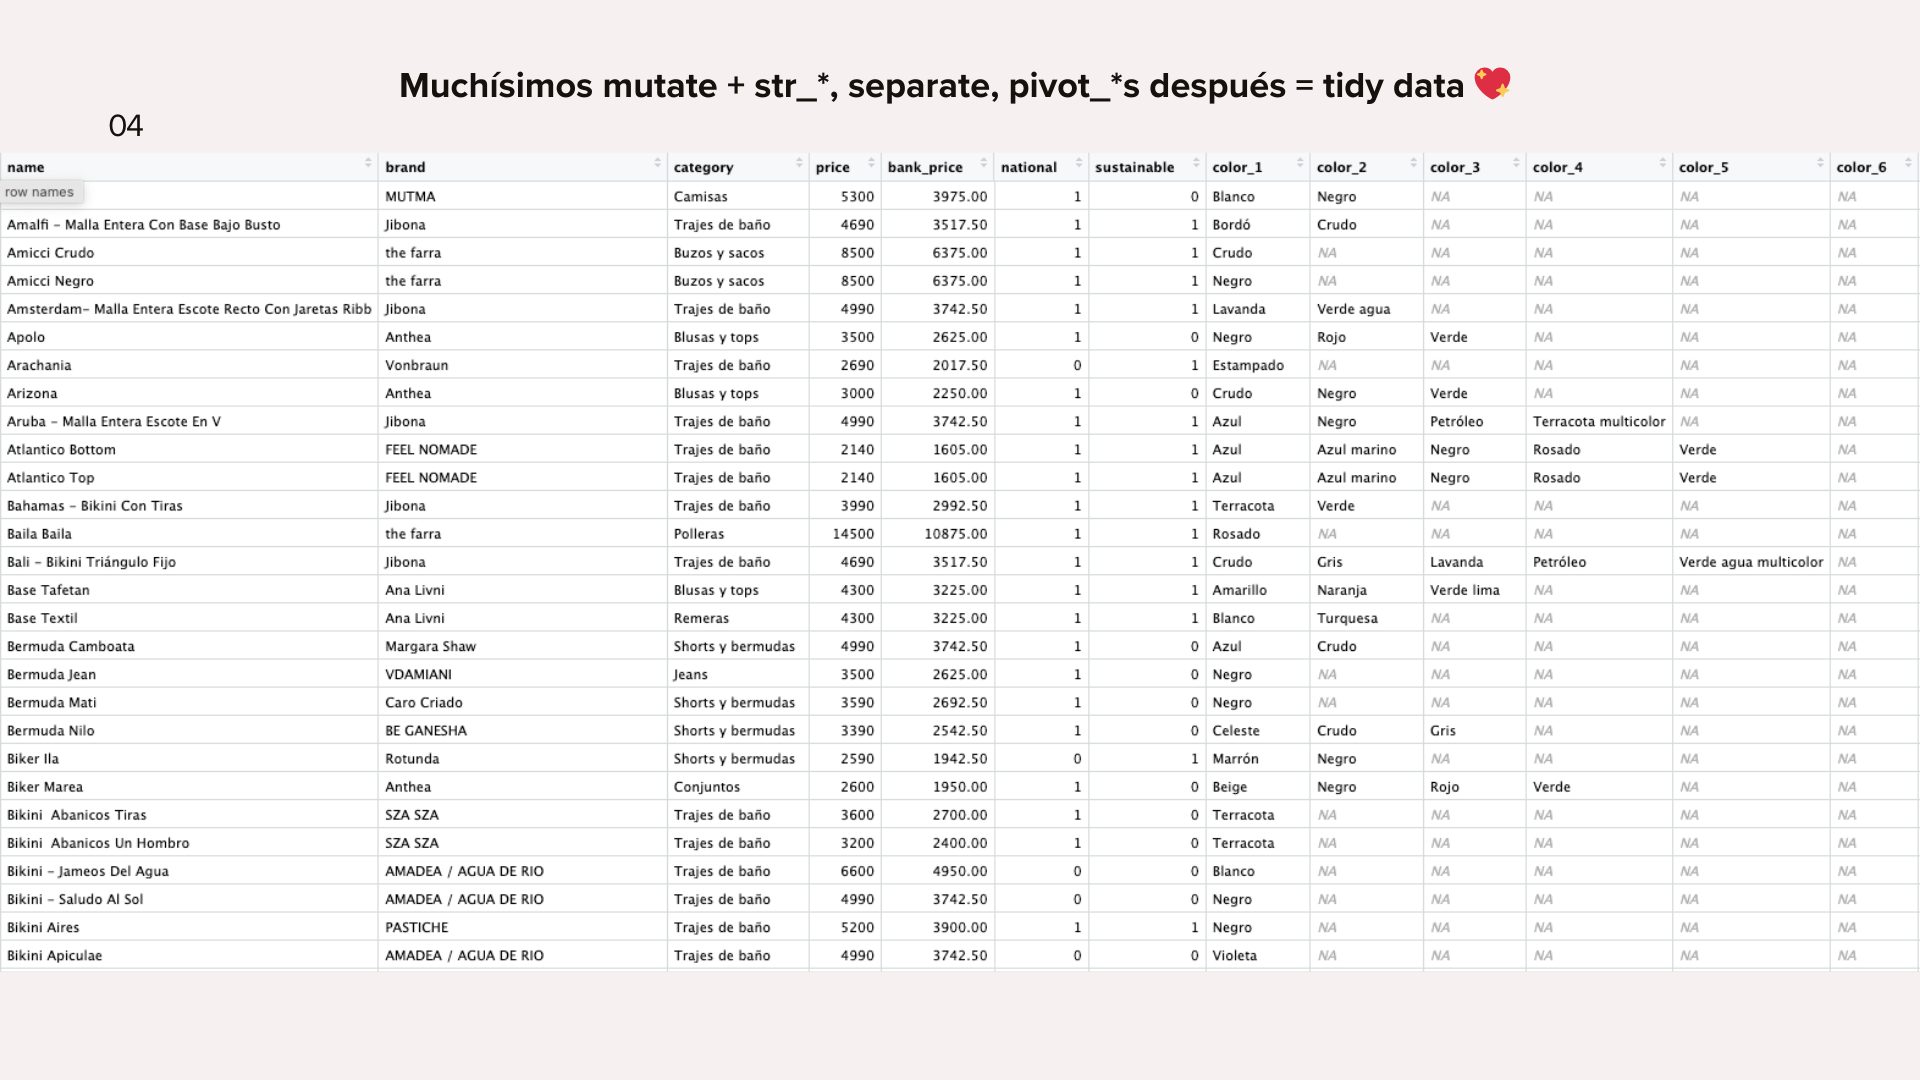 Muchísimos mutate + str_*, separate, pivot_*s después = tidy data 💖
04
name brand category price bank_price national sustainable color_1 color_2 color_3 color_4 color_5 color_6
row names MUTMA Camisas 5300 3975.00 1 0 Blanco Negro NA NA NA NA
Amalfi – Malla Entera Con Base Bajo Busto Jibona Trajes de baño 4690 3517.50 1 1 Bordó Crudo NA NA NA NA
Amicci Crudo the farra Buzos y sacos 8500 6375.00 1 1 Crudo NA NA NA NA NA
Amicci Negro the farra Buzos y sacos 8500 6375.00 1 1 Negro NA NA NA NA NA
Amsterdam– Malla Entera Escote Recto Con Jaretas Ribb Jibona Trajes de baño 4990 3742.50 1 1 Lavanda Verde agua NA NA NA NA
Apolo Anthea Blusas y tops 3500 2625.00 1 0 Negro Rojo Verde NA NA NA
Arachania Vonbraun Trajes de baño 2690 2017.50 0 1 Estampado NA NA NA NA NA
Arizona Anthea Blusas y tops 3000 2250.00 1 0 Crudo Negro Verde NA NA NA
Aruba – Malla Entera Escote En V Jibona Trajes de baño 4990 3742.50 1 1 Azul Negro Petróleo Terracota multicolor NA NA
Atlantico Bottom FEEL NOMADE Trajes de baño 2140 1605.00 1 1 Azul Azul marino Negro Rosado Verde NA
Atlantico Top FEEL NOMADE Trajes de baño 2140 1605.00 1 1 Azul Azul marino Negro Rosado Verde NA
Bahamas – Bikini Con Tiras Jibona Trajes de baño 3990 2992.50 1 1 Terracota Verde NA NA NA NA
Baila Baila the farra Polleras 14500 10875.00 1 1 Rosado NA NA NA NA NA
Bali – Bikini Triángulo Fijo Jibona Trajes de baño 4690 3517.50 1 1 Crudo Gris Lavanda Petróleo Verde agua multicolor NA
Base Tafetan Ana Livni Blusas y tops 4300 3225.00 1 1 Amarillo Naranja Verde lima NA NA NA
Base Textil Ana Livni Remeras 4300 3225.00 1 1 Blanco Turquesa NA NA NA NA
Bermuda Camboata Margara Shaw Shorts y bermudas 4990 3742.50 1 0 Azul Crudo NA NA NA NA
Bermuda Jean VDAMIANI Jeans 3500 2625.00 1 0 Negro NA NA NA NA NA
Bermuda Mati Caro Criado Shorts y bermudas 3590 2692.50 1 0 Negro NA NA NA NA NA
Bermuda Nilo BE GANESHA Shorts y bermudas 3390 2542.50 1 0 Celeste Crudo Gris NA NA NA
Biker Ila Rotunda Shorts y bermudas 2590 1942.50 0 1 Marrón Negro NA NA NA NA
Biker Marea Anthea Conjuntos 2600 1950.00 1 0 Beige Negro Rojo Verde NA NA
Bikini  Abanicos Tiras SZA SZA Trajes de baño 3600 2700.00 1 0 Terracota NA NA NA NA NA
Bikini  Abanicos Un Hombro SZA SZA Trajes de baño 3200 2400.00 1 0 Terracota NA NA NA NA NA
Bikini – Jameos Del Agua AMADEA / AGUA DE RIO Trajes de baño 6600 4950.00 0 0 Blanco NA NA NA NA NA
Bikini – Saludo Al Sol AMADEA / AGUA DE RIO Trajes de baño 4990 3742.50 0 0 Negro NA NA NA NA NA
Bikini Aires PASTICHE Trajes de baño 5200 3900.00 1 1 Negro NA NA NA NA NA
Bikini Apiculae AMADEA / AGUA DE RIO Trajes de baño 4990 3742.50 0 0 Violeta NA NA NA NA NA